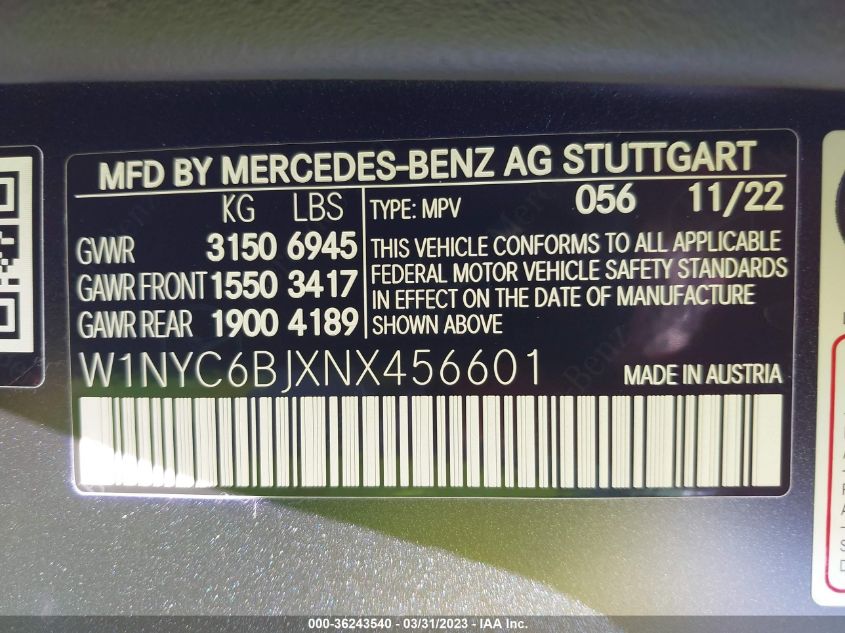 MFD BY MERCEDES-BENZ AG STUTTGART
KG LBS
GVWR 3150 6945
GAWR FRONT 1550 3417
GAWR REAR 1900 4189
TYPE: MPV 056 11/22
THIS VEHICLE CONFORMS TO ALL APPLICABLE
FEDERAL MOTOR VEHICLE SAFETY STANDARDS
IN EFFECT ON THE DATE OF MANUFACTURE
SHOWN ABOVE
W1NYC6BJXNX456601 MADE IN AUSTRIA
000-36243540 - 03/31/2023 - IAA Inc.